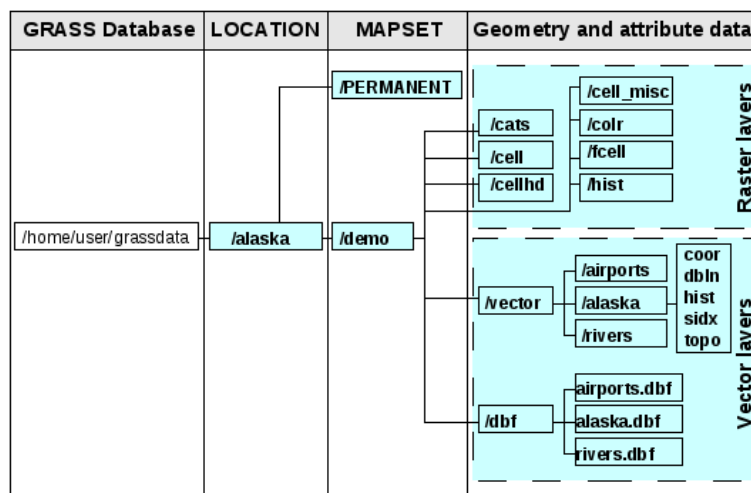 GRASS Database LOCATION MAPSET Geometry and attribute data
/PERMANENT
/cell_misc
/cats
/colr
/cell
/fcell
/cellhd
/hist
Raster layers
/home/user/grassdata
/alaska
/demo
/vector
/airports
/alaska
/rivers
coor
dbln
hist
sidx
topo
/dbf
airports.dbf
alaska.dbf
rivers.dbf
Vector layers